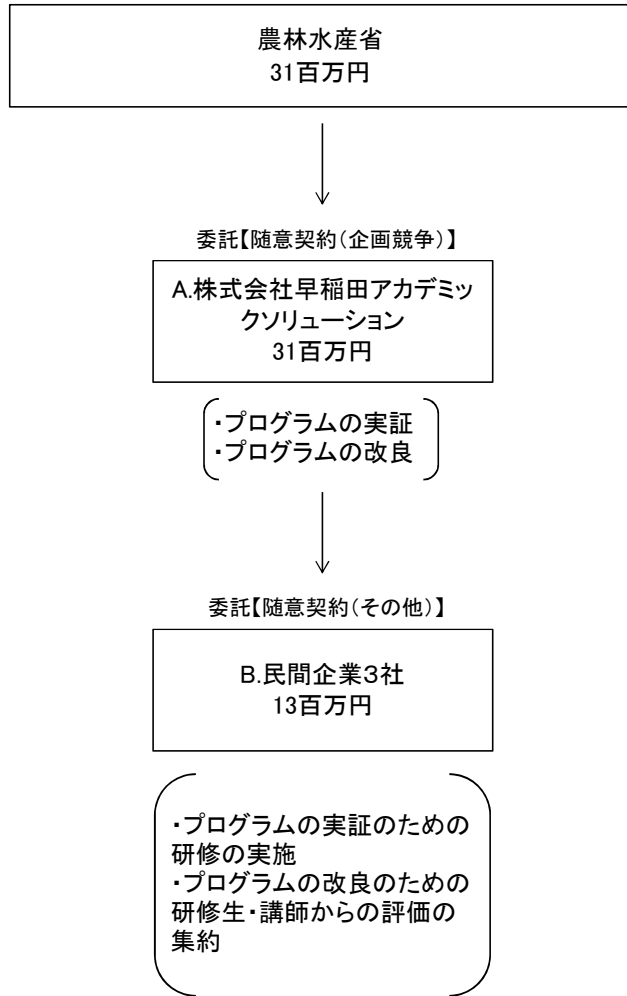 農林水産省
31百万円
委託【随意契約(企画競争)】
A.株式会社早稲田アカデミッ
クソリューション
31百万円
・プログラムの実証
・プログラムの改良
委託【随意契約(その他)】
B.民間企業3社
13百万円
・プログラムの実証のための
研修の実施
・プログラムの改良のための
研修生・講師からの評価の
集約